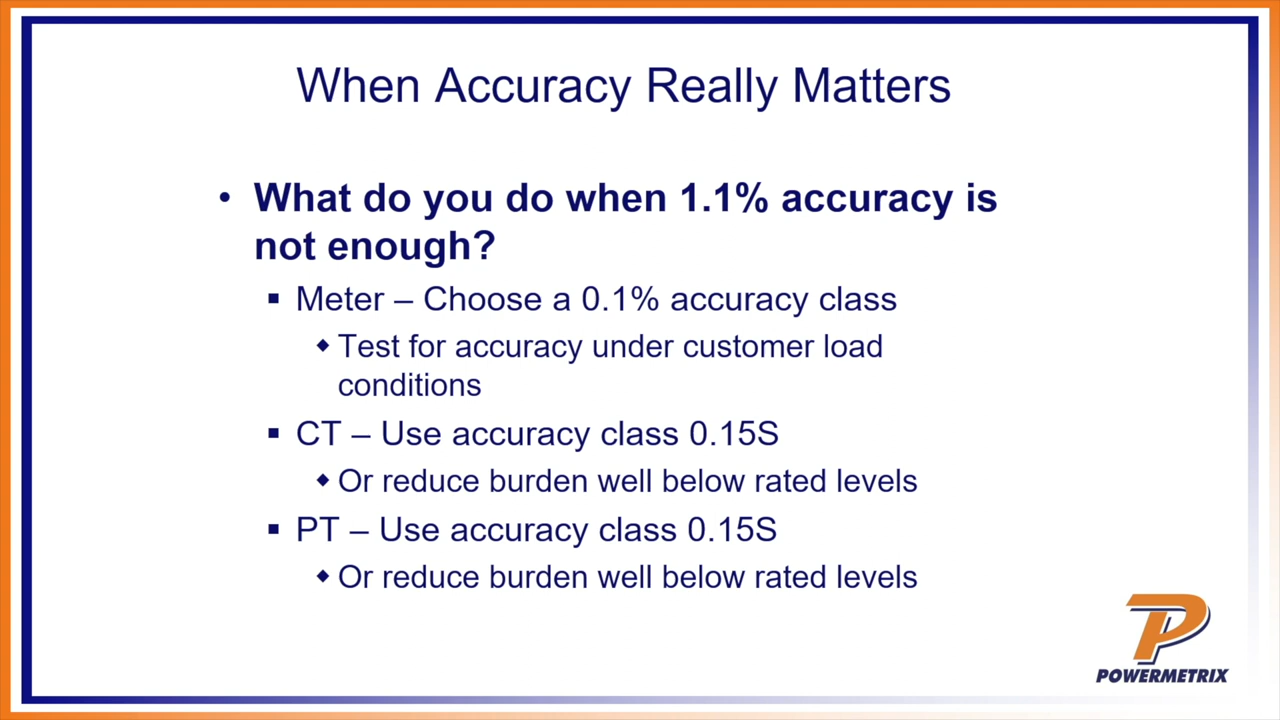 When Accuracy Really Matters
• What do you do when 1.1% accuracy is
not enough?
▪ Meter – Choose a 0.1% accuracy class
◆ Test for accuracy under customer load
conditions
▪ CT – Use accuracy class 0.15S
◆ Or reduce burden well below rated levels
▪ PT – Use accuracy class 0.15S
◆ Or reduce burden well below rated levels
P
POWERMETRIX